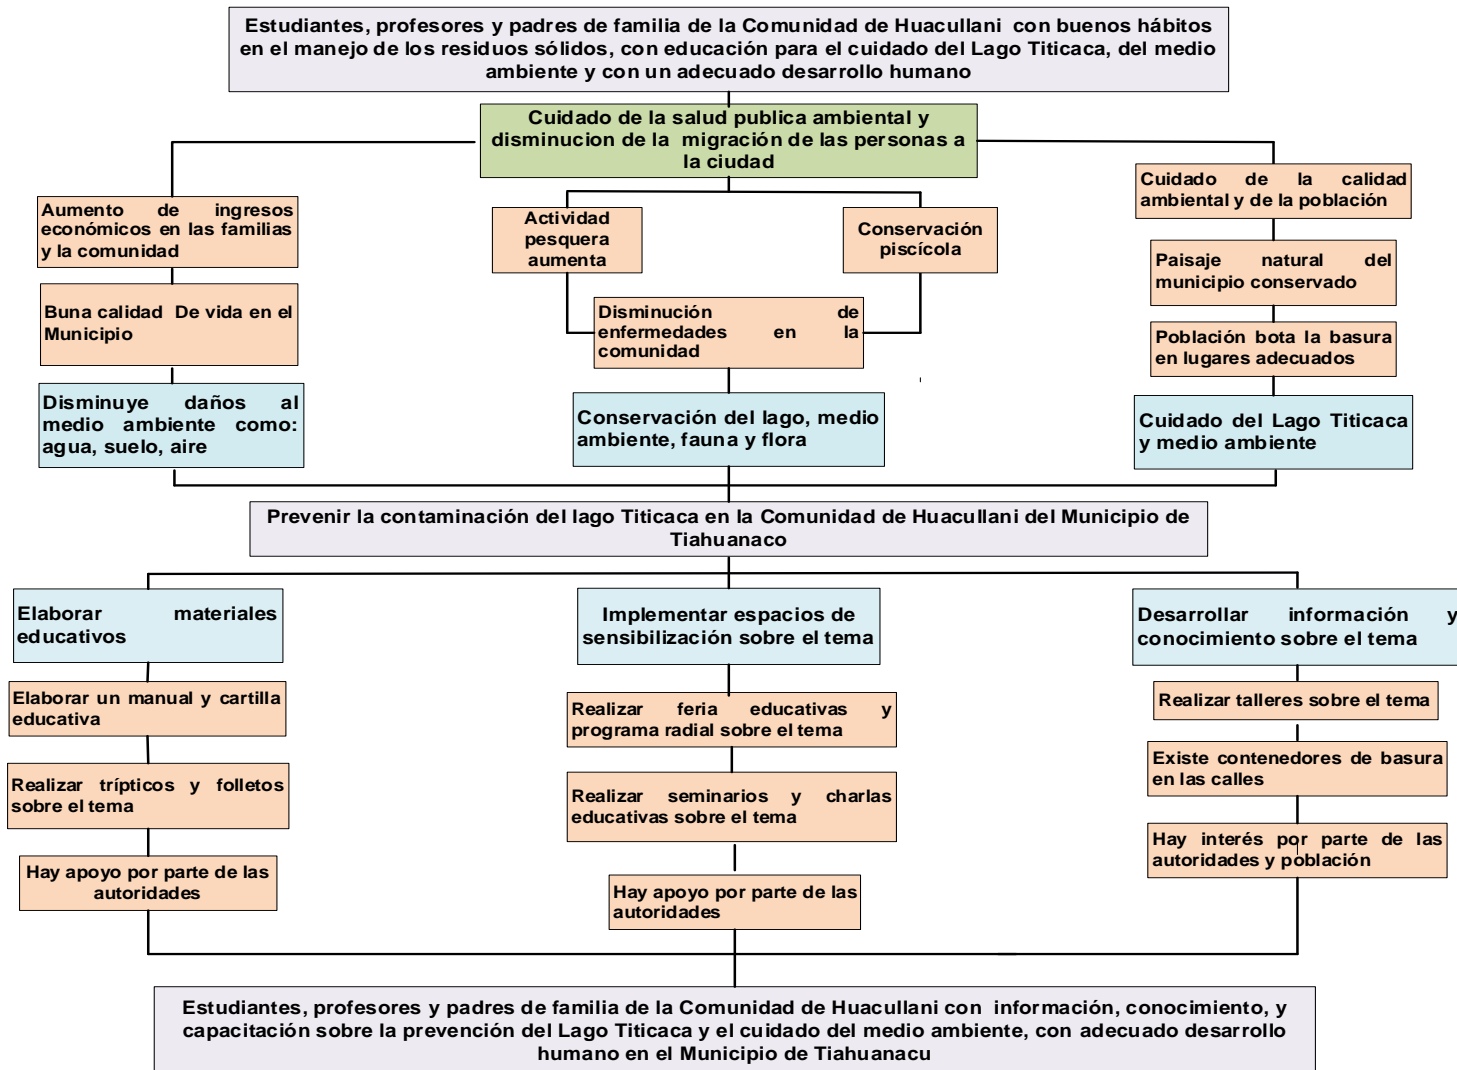 Estudiantes, profesores y padres de familia de la Comunidad de Huacullani con buenos hábitos
en el manejo de los residuos sólidos, con educación para el cuidado del Lago Titicaca, del medio
ambiente y con un adecuado desarrollo humano
Cuidado de la salud publica ambiental y
disminucion de la migración de las personas a
la ciudad
Aumento de ingresos
económicos en las familias
y la comunidad
Actividad
pesquera
aumenta
Conservación
piscícola
Cuidado de la calidad
ambiental y de la población
Buna calidad De vida en el
Municipio
Disminución de
enfermedades en la
comunidad
Paisaje natural del
municipio conservado
Población bota la basura
en lugares adecuados
Disminuye daños al
medio ambiente como:
agua, suelo, aire
Conservación del lago, medio
ambiente, fauna y flora
Cuidado del Lago Titicaca
y medio ambiente
Prevenir la contaminación del lago Titicaca en la Comunidad de Huacullani del Municipio de
Tiahuanaco
Elaborar materiales
educativos
Implementar espacios de
sensibilización sobre el tema
Desarrollar información y
conocimiento sobre el tema
Elaborar un manual y cartilla
educativa
Realizar feria educativas y
programa radial sobre el tema
Realizar talleres sobre el tema
Realizar trípticos y folletos
sobre el tema
Realizar seminarios y charlas
educativas sobre el tema
Existe contenedores de basura
en las calles
Hay apoyo por parte de las
autoridades
Hay apoyo por parte de las
autoridades
Hay interés por parte de las
autoridades y población
Estudiantes, profesores y padres de familia de la Comunidad de Huacullani con información, conocimiento, y
capacitación sobre la prevención del Lago Titicaca y el cuidado del medio ambiente, con adecuado desarrollo
humano en el Municipio de Tiahuanacu